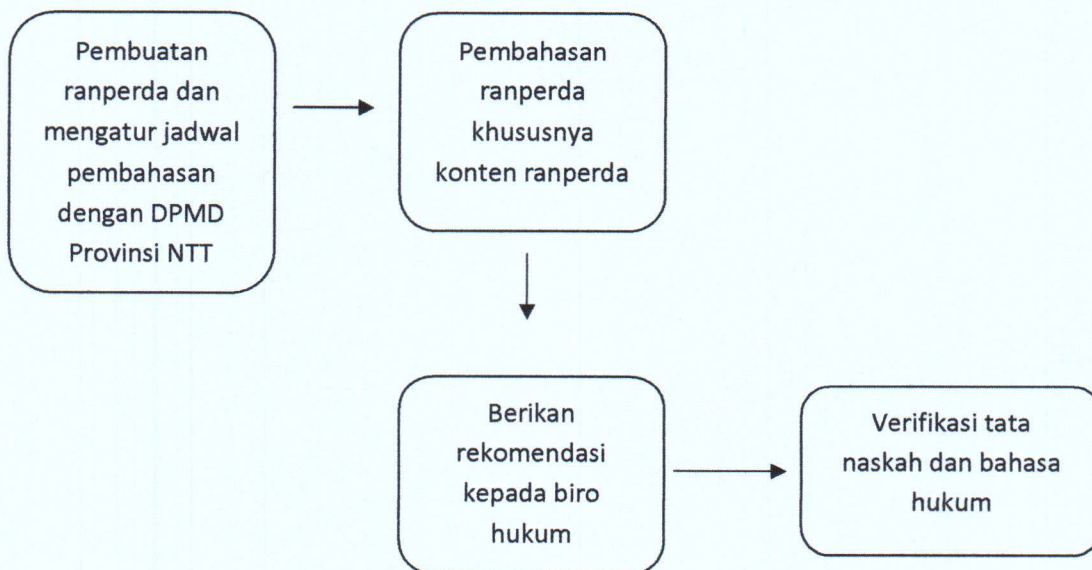 Pembuatan
ranperda dan
mengatur jadwal
pembahasan
dengan DPMD
Provinsi NTT
Pembahasan
ranperda
khususnya
konten ranperda
Berikan
rekomendasi
kepada biro
hukum
Verifikasi tata
naskah dan bahasa
hukum